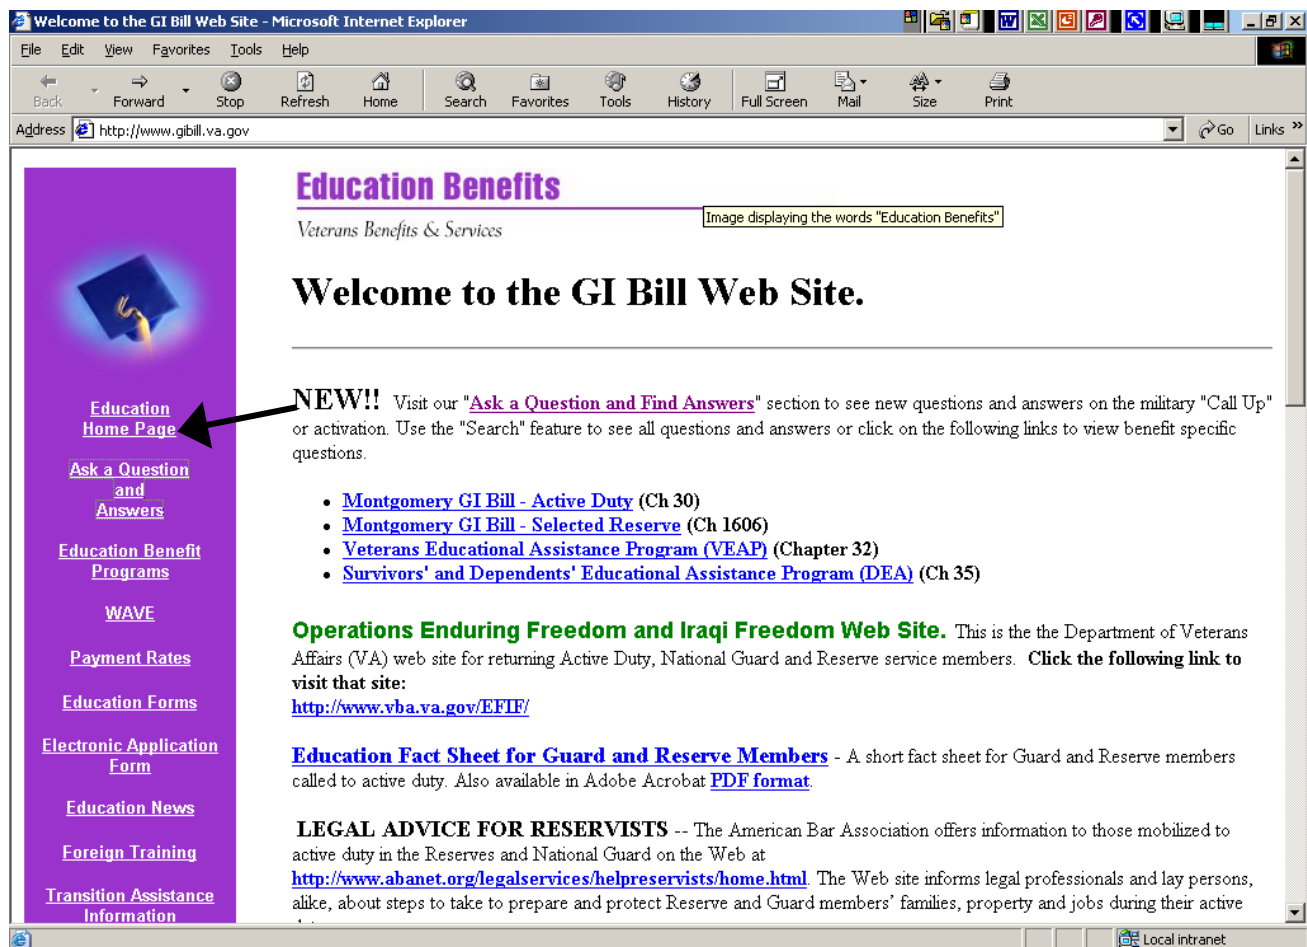 Welcome to the GI Bill Web Site - Microsoft Internet Explorer
File Edit View Favorites Tools Help
Back Forward Stop Refresh Home Search Favorites Tools History Full Screen Mail Size Print
Address http://www.gibill.va.gov Go Links »
Education Benefits
Image displaying the words "Education Benefits"
Veterans Benefits & Services
Welcome to the GI Bill Web Site.
Education
Home Page
Ask a Question
and
Answers
Education Benefit
Programs
WAVE
Payment Rates
Education Forms
Electronic Application
Form
Education News
Foreign Training
Transition Assistance
Information
NEW!! Visit our "Ask a Question and Find Answers" section to see new questions and answers on the military "Call Up"
or activation. Use the "Search" feature to see all questions and answers or click on the following links to view benefit specific
questions.
• Montgomery GI Bill - Active Duty (Ch 30)
• Montgomery GI Bill - Selected Reserve (Ch 1606)
• Veterans Educational Assistance Program (VEAP) (Chapter 32)
• Survivors' and Dependents' Educational Assistance Program (DEA) (Ch 35)
Operations Enduring Freedom and Iraqi Freedom Web Site. This is the the Department of Veterans
Affairs (VA) web site for returning Active Duty, National Guard and Reserve service members. Click the following link to
visit that site:
http://www.vba.va.gov/EFIF/
Education Fact Sheet for Guard and Reserve Members - A short fact sheet for Guard and Reserve members
called to active duty. Also available in Adobe Acrobat PDF format.
LEGAL ADVICE FOR RESERVISTS -- The American Bar Association offers information to those mobilized to
active duty in the Reserves and National Guard on the Web at
http://www.abanet.org/legalservices/helpreservists/home.html. The Web site informs legal professionals and lay persons,
alike, about steps to take to prepare and protect Reserve and Guard members' families, property and jobs during their active
Local intranet